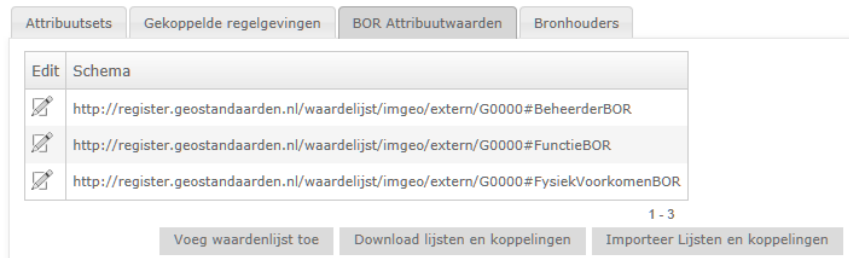 Attribuutsets Gekoppelde regelgevingen BOR Attribuutwaarden Bronhouders
Edit Schema
http://register.geostandaarden.nl/waardelijst/imgeo/extern/G0000#BeheerderBOR
http://register.geostandaarden.nl/waardelijst/imgeo/extern/G0000#FunctieBOR
http://register.geostandaarden.nl/waardelijst/imgeo/extern/G0000#FysiekVoorkomenBOR
1 - 3
Voeg waardenlijst toe Download lijsten en koppelingen Importeer Lijsten en koppelingen